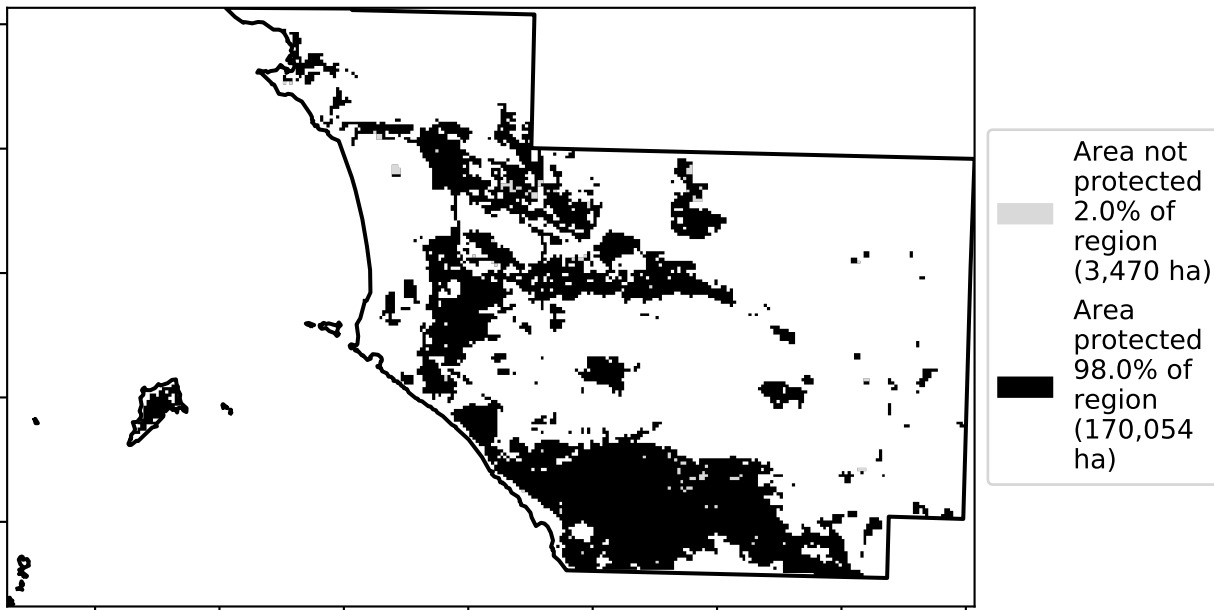 Area not
protected
2.0% of
region
(3,470 ha)
Area
protected
98.0% of
region
(170,054
ha)